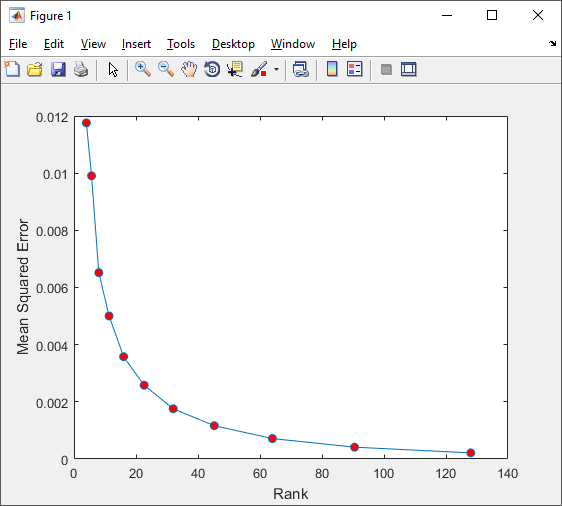 Figure 1
File Edit View Insert Tools Desktop Window Help
0.012
0.01
0.008
0.006
0.004
0.002
0
Mean Squared Error
0 20 40 60 80 100 120 140
Rank